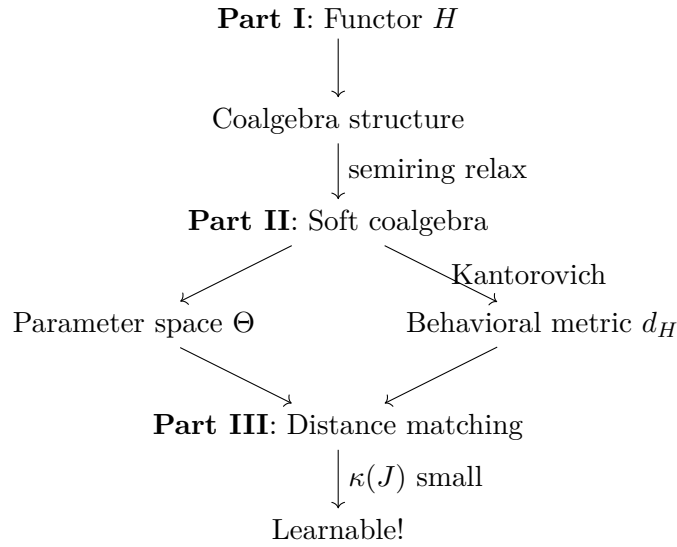 Part I: Functor H
Coalgebra structure
semiring relax
Part II: Soft coalgebra
Kantorovich
Parameter space Θ
Behavioral metric d_H
Part III: Distance matching
κ(J) small
Learnable!